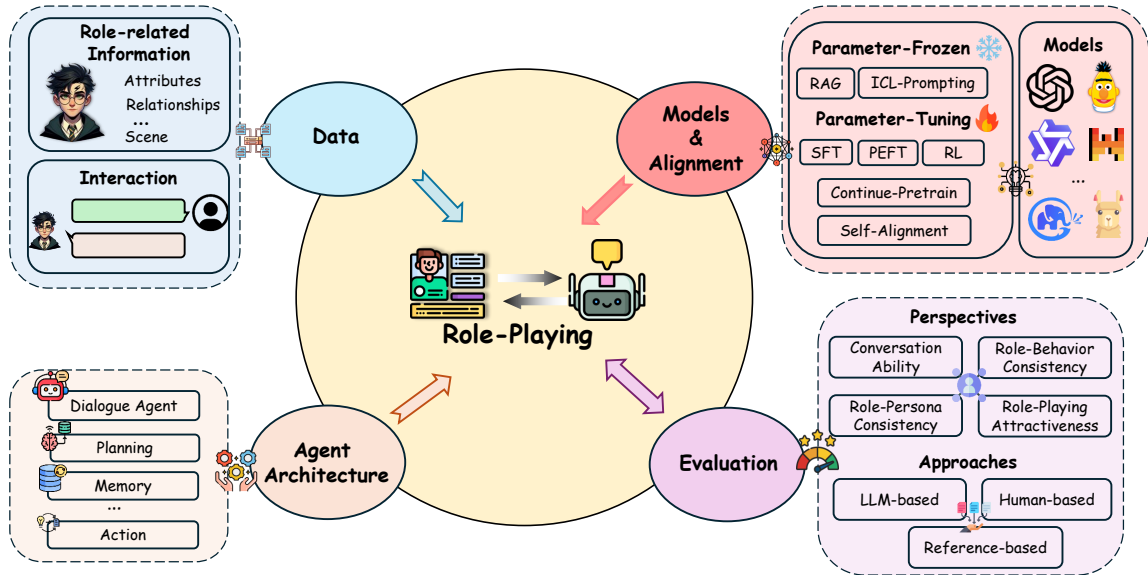 Role-related
Information
Attributes
Relationships
...
Scene
Interaction
Data
Models
&
Alignment
Parameter-Frozen
RAG
ICL-Prompting
Parameter-Tuning
SFT
PEFT
RL
Continue-Pretrain
Self-Alignment
Models
...
Role-Playing
Dialogue Agent
Planning
Memory
...
Action
Agent
Architecture
Evaluation
Perspectives
Conversation
Ability
Role-Behavior
Consistency
Role-Persona
Consistency
Role-Playing
Attractiveness
Approaches
LLM-based
Human-based
Reference-based